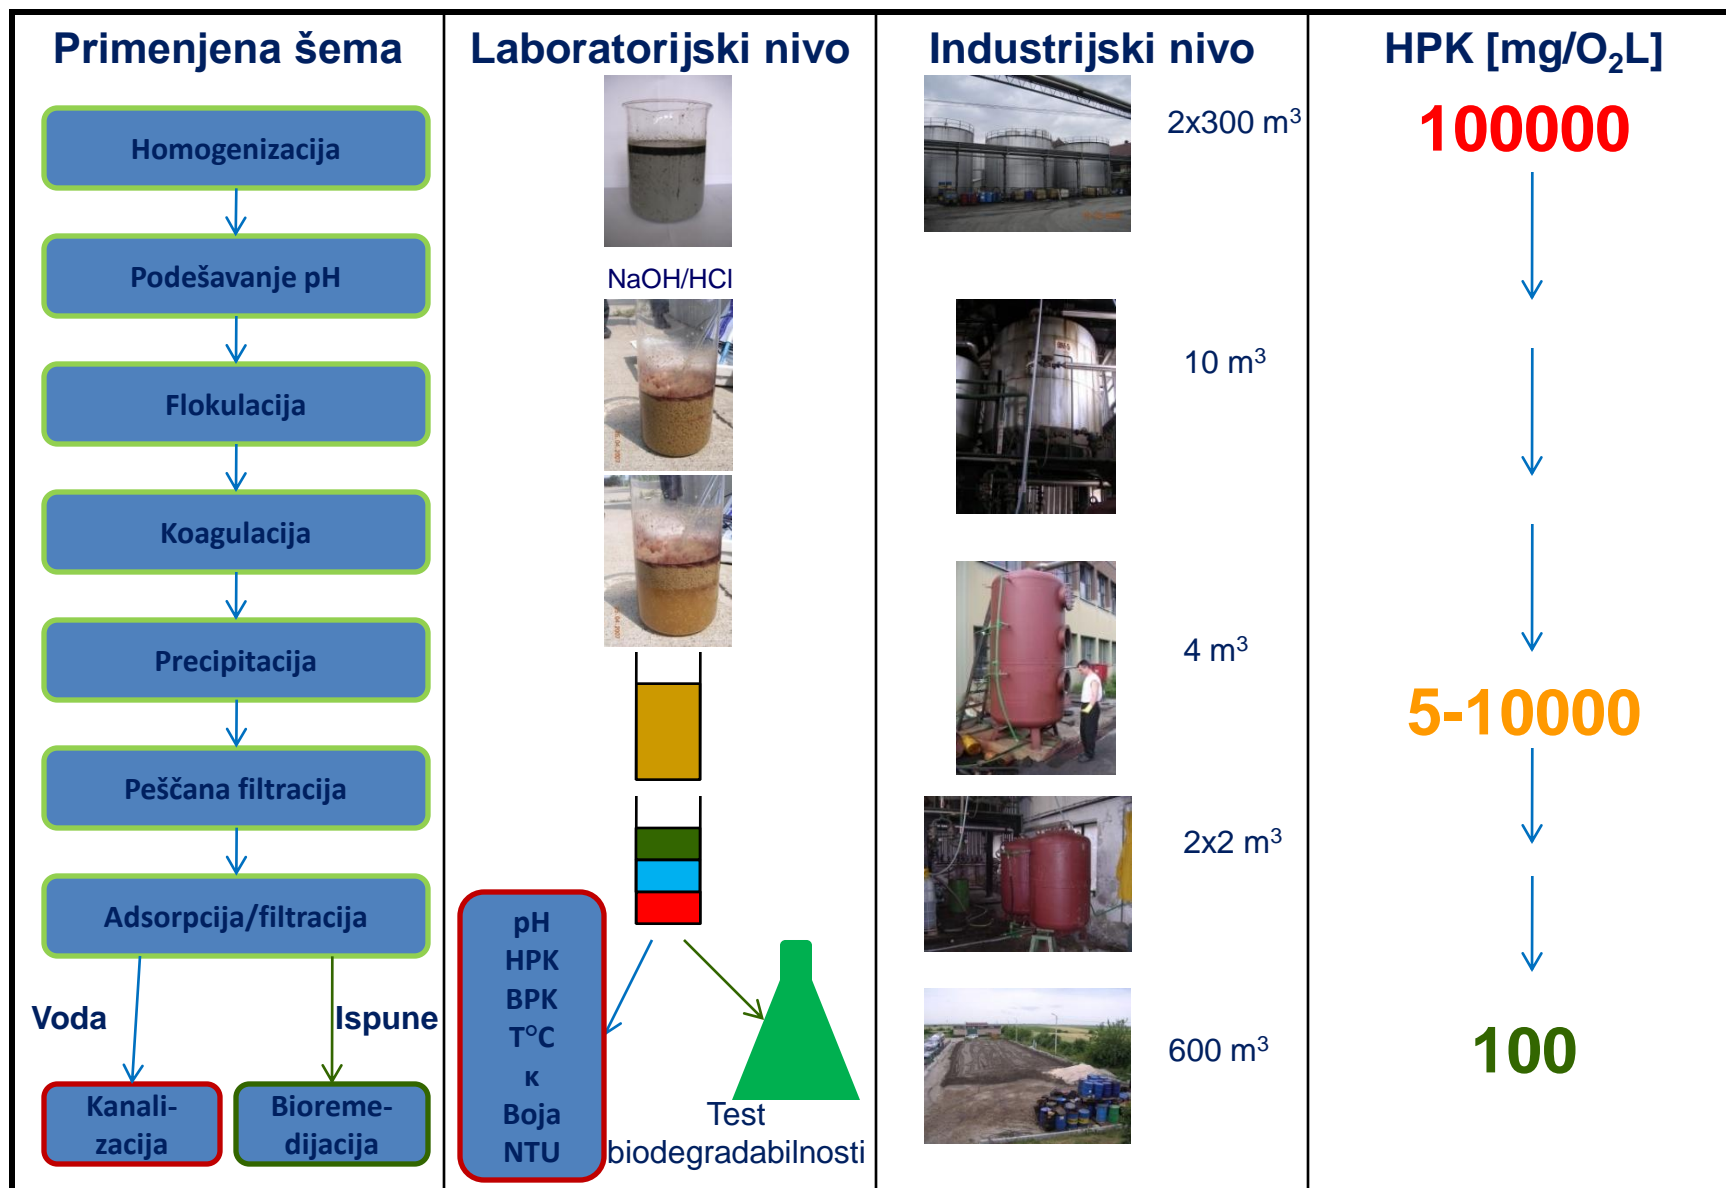 Primenjena šema
Homogenizacija
Podešavanje pH
Flokulacija
Koagulacija
Precipitacija
Peščana filtracija
Adsorpcija/filtracija
Voda
Ispune
Kanali-
zacija
Bioreme-
dijacija
Laboratorijski nivo
NaOH/HCl
pH
HPK
BPK
T°C
κ
Boja
NTU
Test
biodegradabilnosti
Industrijski nivo
2x300 m³
10 m³
4 m³
2x2 m³
600 m³
HPK [mg/O₂L]
100000
5-10000
100